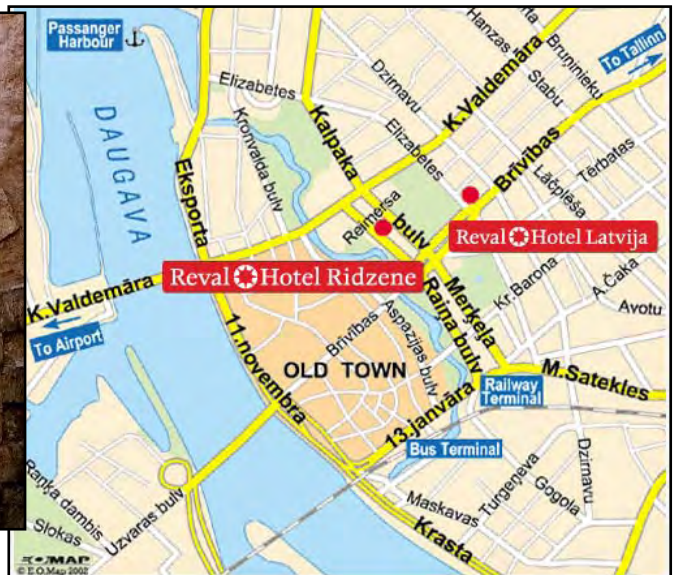 Passanger
Harbour
DAUGAVA
Elizabetes
Kronvalda bulv
Kalpaka
bulv
Dzirnavu
Elizabetes
K.Valdemāra
Hanzas
Stabu
Bruņinieku
To Tallinn
Brīvības
Tērbatas
Lāčplēša
Eksporta
Reimersa
Reval Hotel Latvija
Reval Hotel Ridzene
K.Valdemāra
To Airport
11.novembra
Brīvības
Aspazijas bulv
Raiņa bulv
Merķeļa
Kr.Barona
A.Čaka
Avotu
OLD TOWN
M.Satekles
Railway
Terminal
13.janvāra
Bus Terminal
Dzirnavu
Gogoļa
Turgeņeva
Maskavas
Krasta
Uzvaras bulv
Ranķa dambis
Slokas
E.O.MAP
© E.O.Map 2002